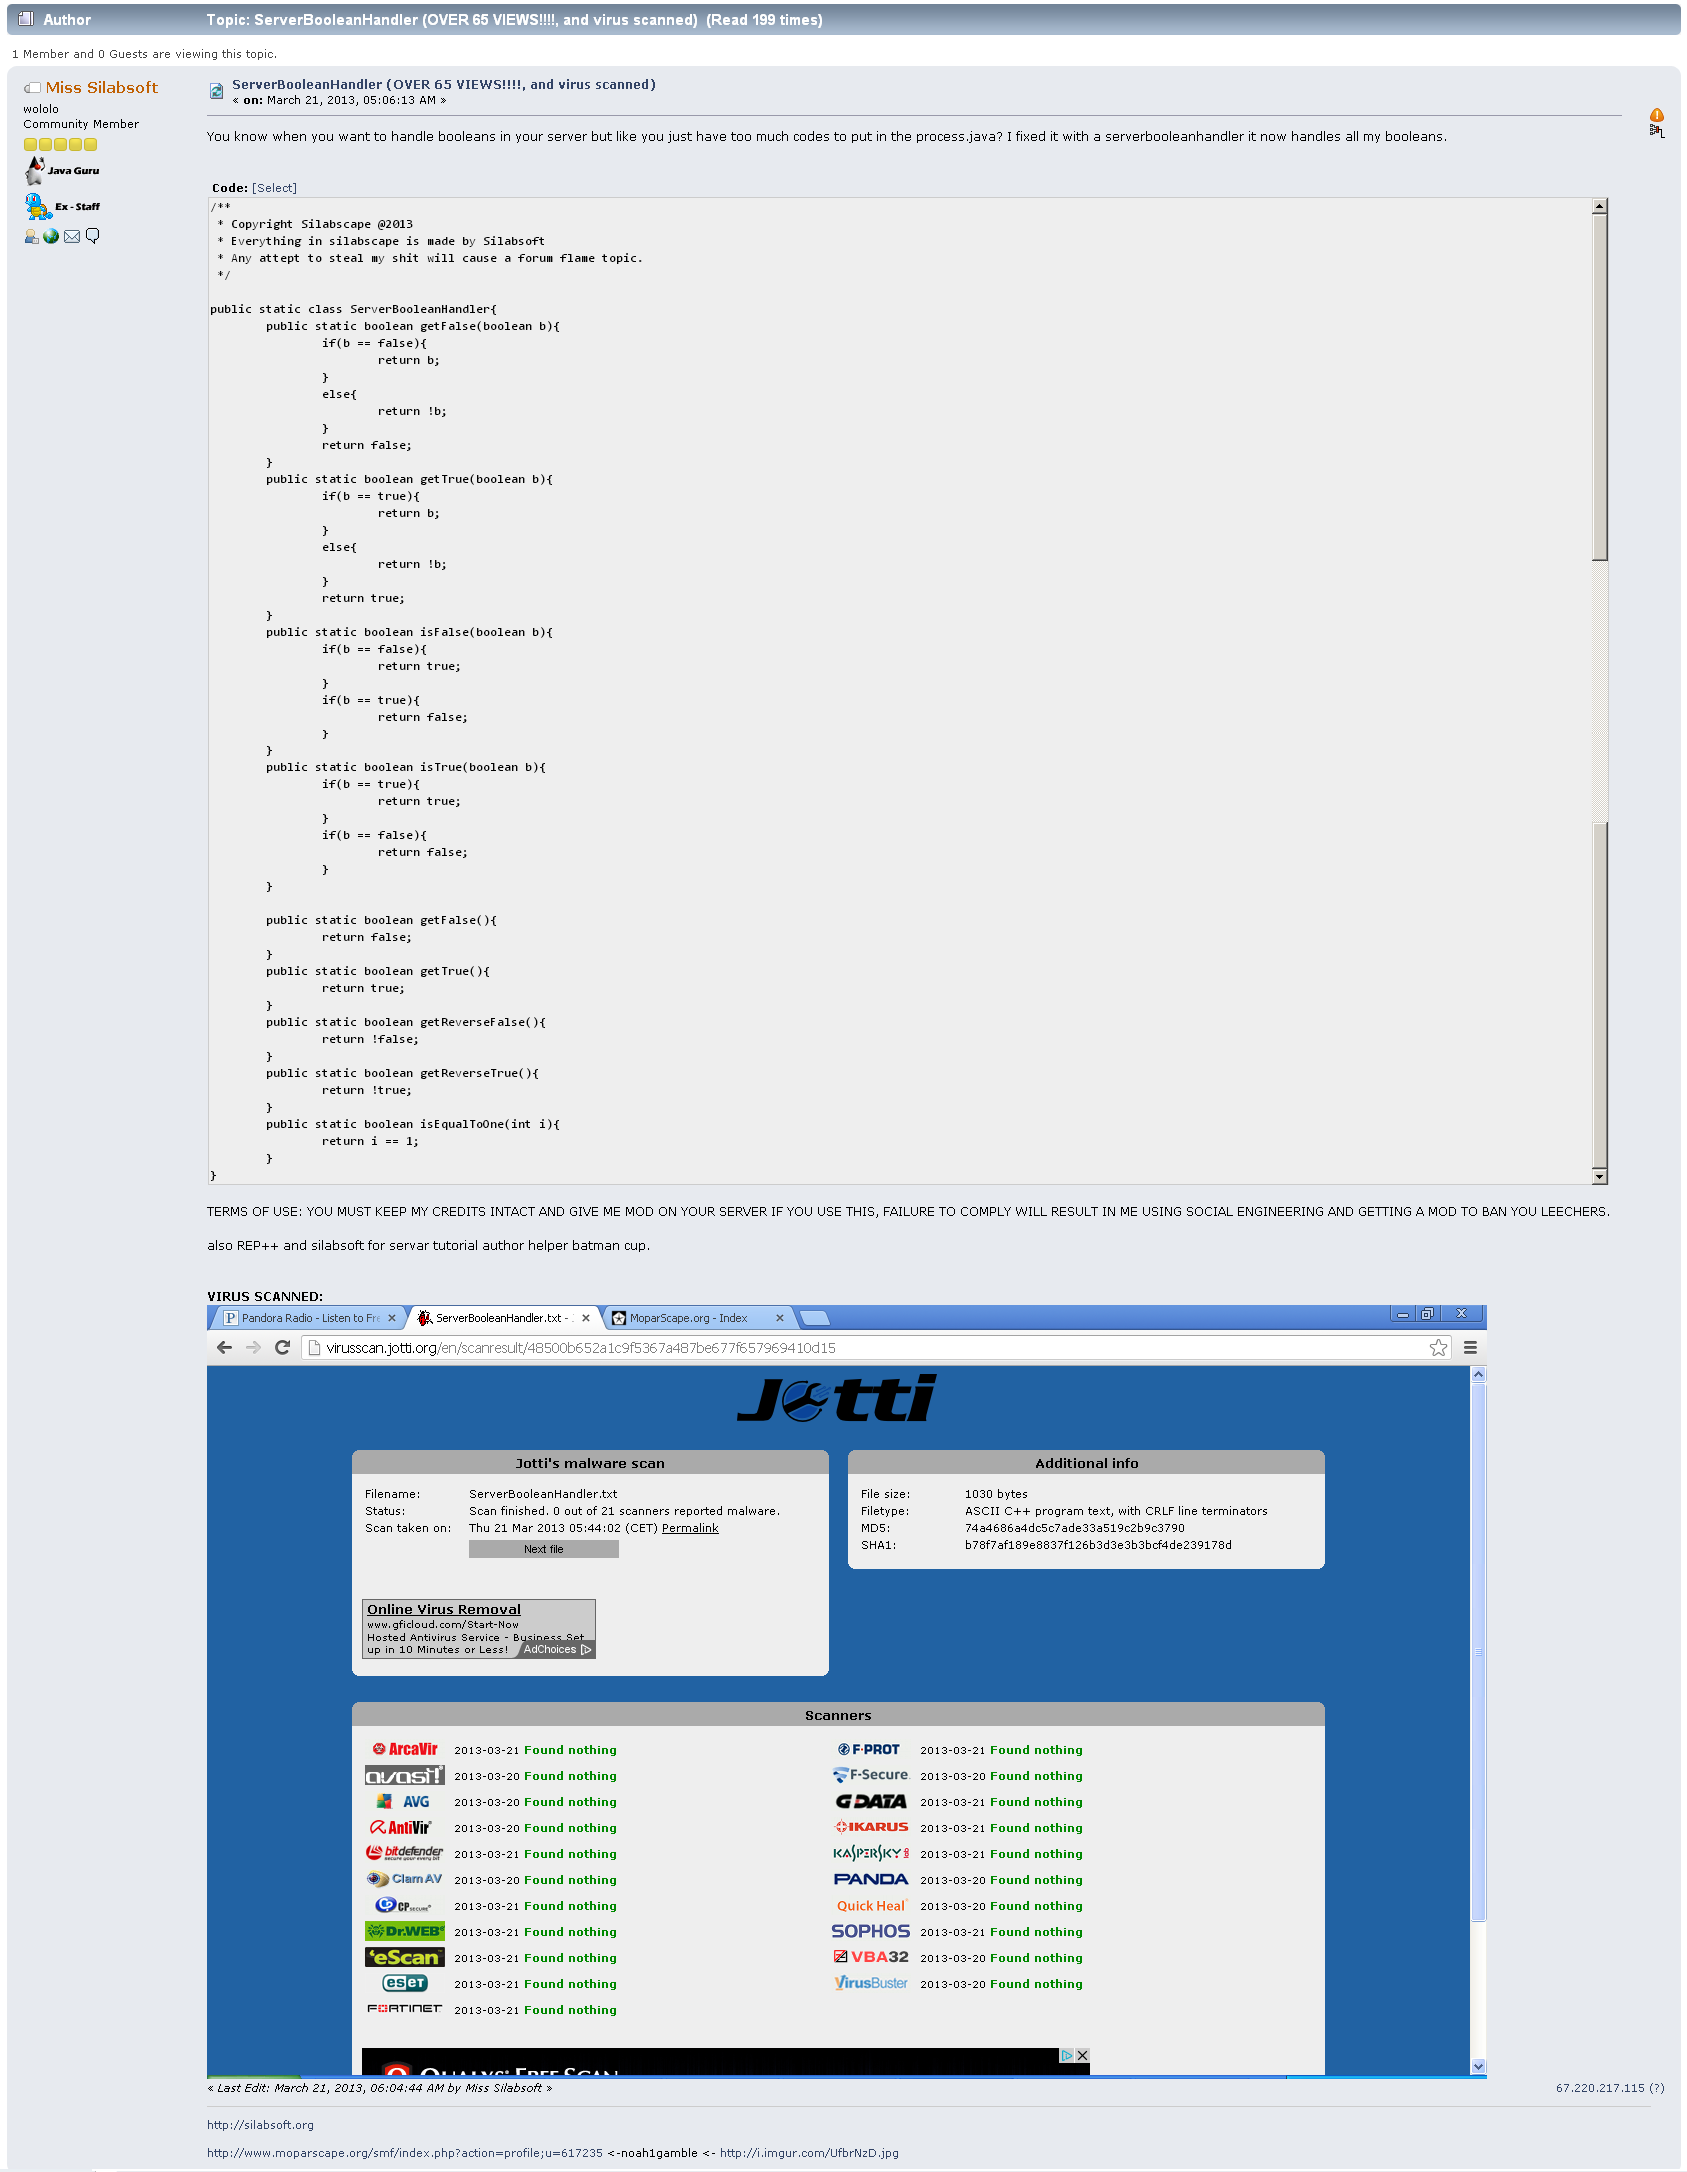 Author Topic: ServerBooleanHandler (OVER 65 VIEWS!!!!, and virus scanned) (Read 199 times)
1 Member and 0 Guests are viewing this topic.
Miss Silabsoft
wololo
Community Member
Java Guru
Ex - Staff
ServerBooleanHandler (OVER 65 VIEWS!!!!, and virus scanned)
« on: March 21, 2013, 05:06:13 AM »
You know when you want to handle booleans in your server but like you just have too much codes to put in the process.java? I fixed it with a serverbooleanhandler it now handles all my booleans.
Code: [Select]
/**
* Copyright Silabscape @2013
* Everything in silabscape is made by Silabsoft
* Any attept to steal my shit will cause a forum flame topic.
*/
public static class ServerBooleanHandler{
public static boolean getFalse(boolean b){
if(b == false){
return b;
}
else{
return !b;
}
return false;
}
public static boolean getTrue(boolean b){
if(b == true){
return b;
}
else{
return !b;
}
return true;
}
public static boolean isFalse(boolean b){
if(b == false){
return true;
}
if(b == true){
return false;
}
}
public static boolean isTrue(boolean b){
if(b == true){
return true;
}
if(b == false){
return false;
}
}
public static boolean getFalse(){
return false;
}
public static boolean getTrue(){
return true;
}
public static boolean getReverseFalse(){
return !false;
}
public static boolean getReverseTrue(){
return !true;
}
public static boolean isEqualToOne(int i){
return i == 1;
}
}
TERMS OF USE: YOU MUST KEEP MY CREDITS INTACT AND GIVE ME MOD ON YOUR SERVER IF YOU USE THIS, FAILURE TO COMPLY WILL RESULT IN ME USING SOCIAL ENGINEERING AND GETTING A MOD TO BAN YOU LEECHERS.
also REP++ and silabsoft for servar tutorial author helper batman cup.
VIRUS SCANNED:
Pandora Radio - Listen to Fre ServerBooleanHandler.txt - MoparScape.org - Index
virusscan.jotti.org/en/scanresult/48500b652a1c9f5367a487be677f657969410d15
Jotti
Jotti's malware scan
Filename: ServerBooleanHandler.txt
Status: Scan finished. 0 out of 21 scanners reported malware.
Scan taken on: Thu 21 Mar 2013 05:44:02 (CET) Permalink
Next file
Online Virus Removal
www.gficloud.com/Start-Now
Hosted Antivirus Service - Business Set
up in 10 Minutes or Less! AdChoices
Additional info
File size: 1030 bytes
Filetype: ASCII C++ program text, with CRLF line terminators
MD5: 74a4686a4dc5c7ade33a519c2b9c3790
SHA1: b78f7af189e8837f126b3d3e3b3bcf4de239178d
Scanners
ArcaVir 2013-03-21 Found nothing
avast! 2013-03-20 Found nothing
AVG 2013-03-20 Found nothing
AntiVir 2013-03-20 Found nothing
bitdefender secure your every bit 2013-03-21 Found nothing
Clam AV 2013-03-20 Found nothing
CP SECURE 2013-03-21 Found nothing
Dr.WEB 2013-03-21 Found nothing
eScan 2013-03-21 Found nothing
eseT 2013-03-21 Found nothing
FORTINET 2013-03-21 Found nothing
F-PROT 2013-03-21 Found nothing
F-Secure. 2013-03-20 Found nothing
G DATA 2013-03-21 Found nothing
IKARUS 2013-03-21 Found nothing
KASPERSKY 2013-03-21 Found nothing
PANDA 2013-03-20 Found nothing
Quick Heal 2013-03-20 Found nothing
SOPHOS 2013-03-21 Found nothing
VBA32 2013-03-20 Found nothing
VirusBuster 2013-03-20 Found nothing
QUALYS' FREE SCAN
« Last Edit: March 21, 2013, 06:04:44 AM by Miss Silabsoft »
67.220.217.115 (?)
http://silabsoft.org
http://www.moparscape.org/smf/index.php?action=profile;u=617235 <-noah1gamble <- http://i.imgur.com/UfbrNzD.jpg